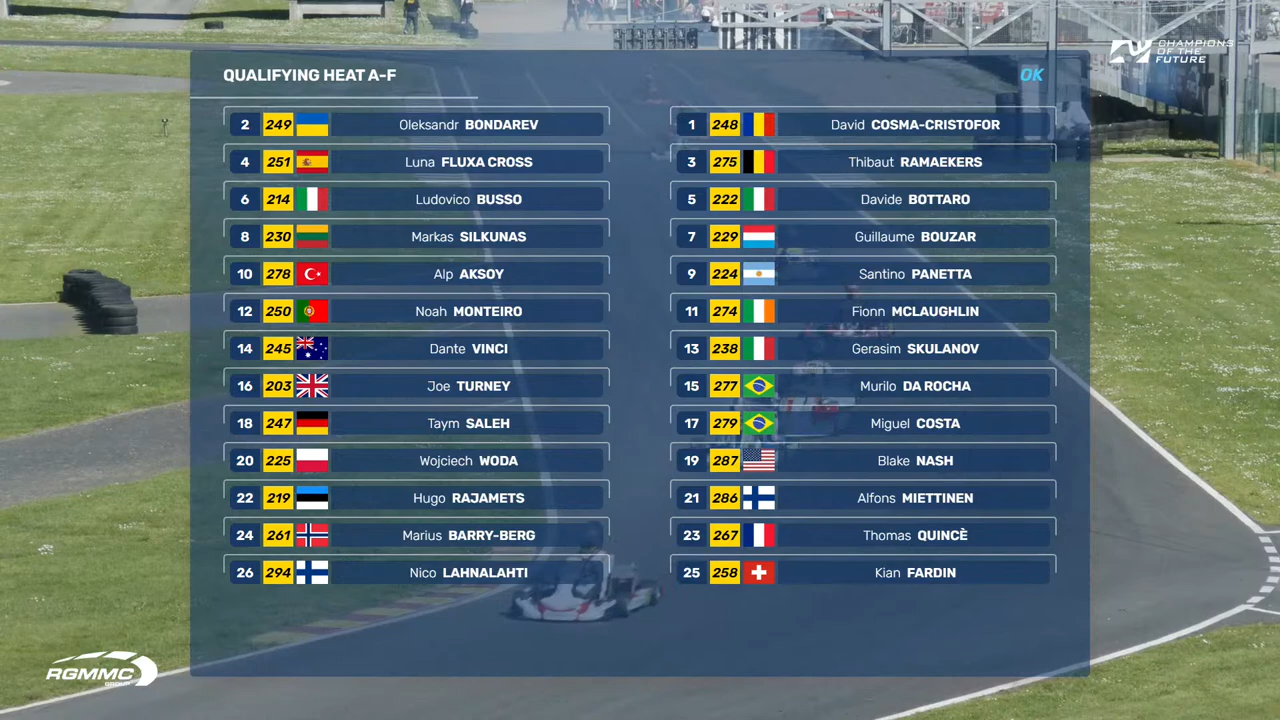 CHAMPIONS
OF THE
FUTURE
QUALIFYING HEAT A-F
OK
2 249 Oleksandr BONDAREV
1 248 David COSMA-CRISTOFOR
4 251 Luna FLUXA CROSS
3 275 Thibaut RAMAEKERS
6 214 Ludovico BUSSO
5 222 Davide BOTTARO
8 230 Markas SILKUNAS
7 229 Guillaume BOUZAR
10 278 Alp AKSOY
9 224 Santino PANETTA
12 250 Noah MONTEIRO
11 274 Fionn MCLAUGHLIN
14 245 Dante VINCI
13 238 Gerasim SKULANOV
16 203 Joe TURNEY
15 277 Murilo DA ROCHA
18 247 Taym SALEH
17 279 Miguel COSTA
20 225 Wojciech WODA
19 287 Blake NASH
22 219 Hugo RAJAMETS
21 286 Alfons MIETTINEN
24 261 Marius BARRY-BERG
23 267 Thomas QUINCÈ
26 294 Nico LAHNALAHTI
25 258 Kian FARDIN
RGMMC
GROUP